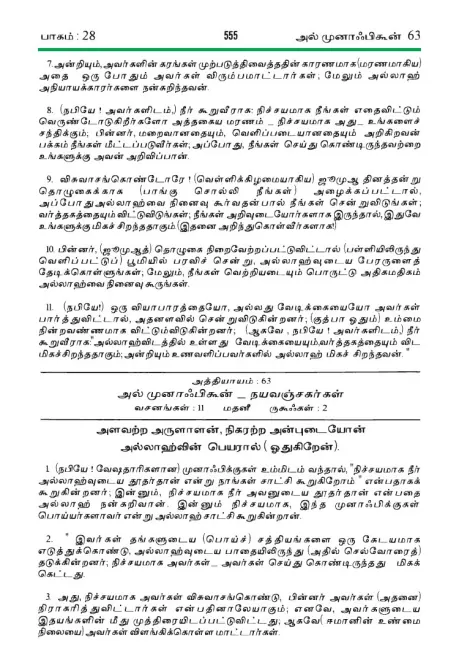 பாகம் : 28 555 அல் முனாஃபிகூன் 63
7.அன்றியும்,அவர்களின் கரங்கள் முற்படுத்திவைத்ததின் காரணமாக(மரணமாகிய)
அதை ஒரு போதும் அவர்கள் விரும்பமாட்டார்கள்; மேலும் அல்லாஹ்
அநியாயக்காரர்களை நன்கறிந்தவன்.
8. (நபியே ! அவர்களிடம்,) நீர் கூறுவீராக: நிச்சயமாக நீங்கள் எதைவிட்டும்
வெருண்டோடுகிறீர்களோ அத்தகைய மரணம் _ நிச்சயமாக அது_ உங்களைச்
சந்திக்கும்; பின்னர், மறைவானதையும், வெளிப்படையானதையும் அறிகிறவன்
பக்கம் நீங்கள் மீட்டப்படுவீர்கள்;அப்போது, நீங்கள் செய்து கொண்டிருந்தவற்றை
உங்களுக்கு அவன் அறிவிப்பான்.
9. விசுவாசங்கொண்டோரே ! (வெள்ளிக்கிழமையாகிய) ஜுமுஆ தினத்தன்று
தொழுகைக்காக (பாங்கு சொல்லி நீங்கள்) அழைக்கப்பட்டால்,
அப்போதுஅல்லாஹ்வை நினைவு கூர்வதன்பால் நீங்கள் சென்றுவிடுங்கள்;
வர்த்தகத்தையும்விட்டுவிடுங்கள்; நீங்கள் அறிவுடையோர்களாக இருந்தால்,இதுவே
உங்களுக்குமிகச் சிறந்ததாகும்(இதனை அறிந்துகொள்வீர்களாக!)
10. பின்னர், (ஜுமுஆத்) தொழுகை நிறைவேற்றப்பட்டுவிட்டால் (பள்ளியிலிருந்து
வெளிப்பட்டுப்) பூமியில் பரவிச் சென்று, அல்லாஹ்வுடைய பேரருளைத்
தேடிக்கொள்ளுங்கள்; மேலும், நீங்கள் வெற்றியடையும் பொருட்டு அதிகமதிகம்
அல்லாஹ்வை நினைவு கூருங்கள்.
11. (நபியே!) ஒரு வியாபாரத்தையோ, அல்லது வேடிக்கையையோ அவர்கள்
பார்த்துவிட்டால், அதனளவில் சென்றுவிடுகின்றனர்; (குத்பா ஓதும்) உம்மை
நின்றவண்ணமாக விட்டும்விடுகின்றனர்; (ஆகவே , நபியே ! அவர்களிடம்,) நீர்
கூறுவீராக"அல்லாஹ்விடத்தில் உள்ளது வேடிக்கையையும்,வர்த்தகத்தையும் விட
மிகச்சிறந்ததாகும்;அன்றியும் உணவளிப்பவர்களில் அல்லாஹ் மிகச் சிறந்தவன். "
அத்தியாயம் : 63
அல் முனாஃபிகூன் _ நயவஞ்சகர்கள்
வசனங்கள் : 11 மதனீ ருகூஃகள் : 2
அளவற்ற அருளாளன், நிகரற்ற அன்புடையோன்
அல்லாஹ்வின் பெயரால் ( ஓதுகிறேன்).
1. (நபியே ! வேஷதாரிகளான) முனாஃபிக்குகள் உம்மிடம் வந்தால், "நிச்சயமாக நீர்
அல்லாஹ்வுடைய தூதர்தான் என்று நாங்கள் சாட்சி கூறுகிறோம் " என்பதாகக்
கூறுகின்றனர்; இன்னும், நிச்சயமாக நீர் அவனுடைய தூதர்தான் என்பதை
அல்லாஹ் நன்கறிவான். இன்னும் நிச்சயமாக, இந்த முனாஃபிக்குகள்
பொய்யர்களாவர் என்று அல்லாஹ் சாட்சி கூறுகின்றான்.
2. " இவர்கள் தங்களுடைய (பொய்ச்) சத்தியங்களை ஒரு கேடயமாக
எடுத்துக்கொண்டு, அல்லாஹ்வுடைய பாதையிலிருந்து (அதில் செல்வோரைத்)
தடுக்கின்றனர்; நிச்சயமாக அவர்கள்_ அவர்கள் செய்து கொண்டிருந்தது மிகக்
கெட்டது.
3. அது, நிச்சயமாக அவர்கள் விசுவாசங்கொண்டு, பின்னர் அவர்கள் (அதனை)
நிராகரித்துவிட்டார்கள் என்பதினாலேயாகும்; எனவே, அவர்களுடைய
இதயங்களின் மீது முத்திரையிடப்பட்டுவிட்டது; ஆகவே( ஈமானின் உண்மை
நிலையை)அவர்கள் விளங்கிக்கொள்ள மாட்டார்கள்.